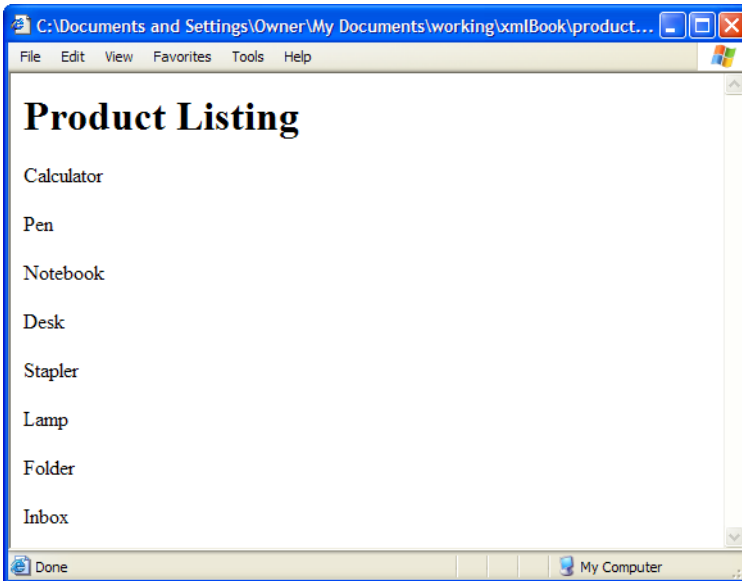 C:\Documents and Settings\Owner\My Documents\working\xmlBook\product...
File Edit View Favorites Tools Help
Product Listing
Calculator
Pen
Notebook
Desk
Stapler
Lamp
Folder
Inbox
Done My Computer